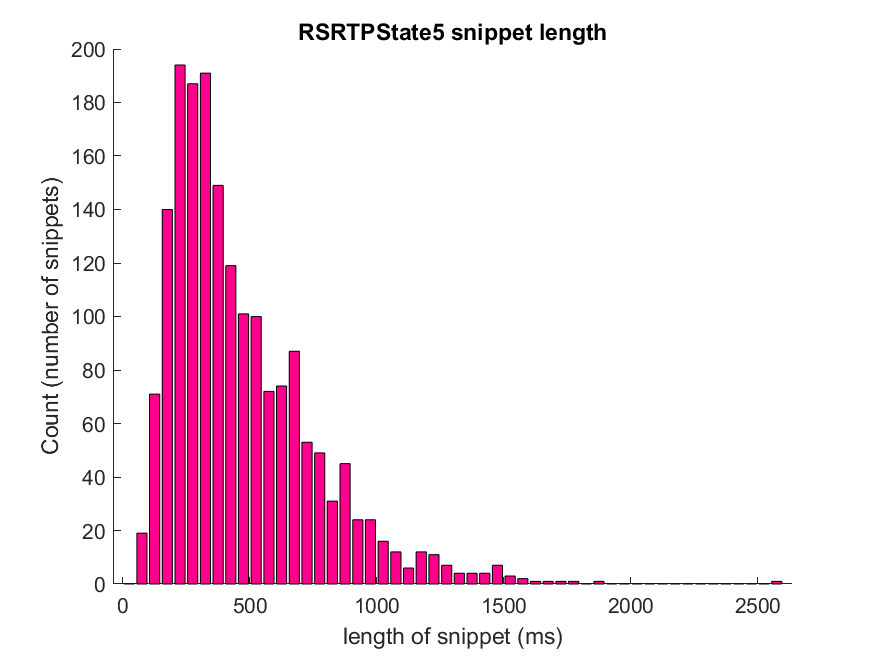 RSRTPState5 snippet length
200
180
160
140
120
100
80
60
40
20
0
Count (number of snippets)
0 500 1000 1500 2000 2500
length of snippet (ms)